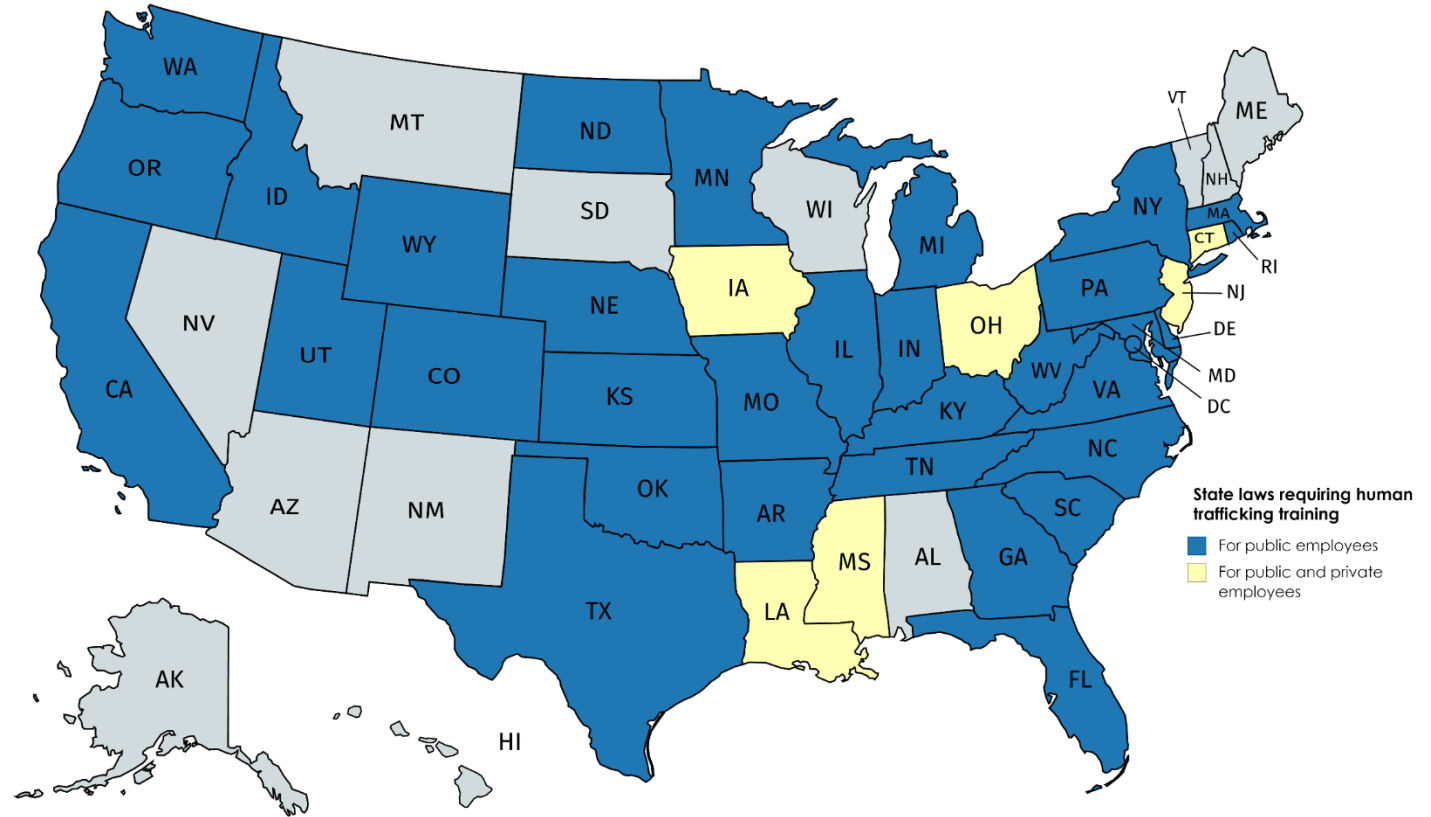 WA
MT
ND
MN
OR
ID
SD
WI
WY
MI
VT
ME
NH
NY
MA
CT
RI
NV
UT
CO
NE
IA
IL
IN
OH
PA
NJ
DE
MD
DC
CA
KS
MO
KY
WV
VA
AZ
NM
OK
AR
TN
NC
SC
TX
LA
MS
AL
GA
FL
AK
HI
State laws requiring human
trafficking training
For public employees
For public and private
employees